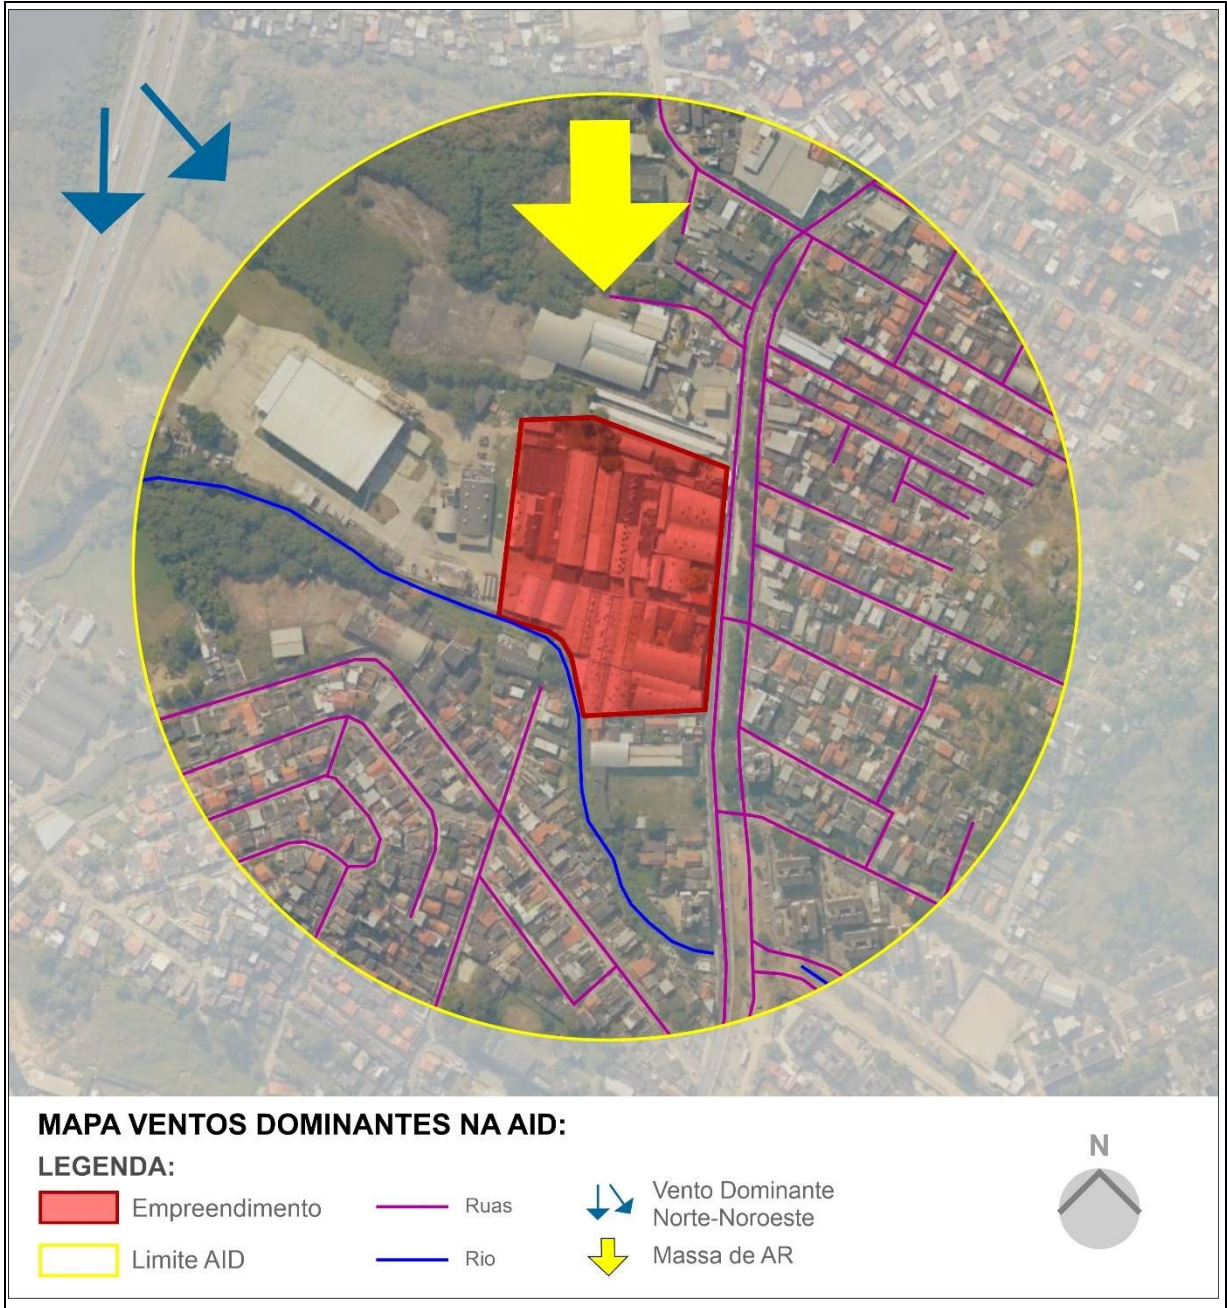 MAPA VENTOS DOMINANTES NA AID:
LEGENDA:
Empreendimento
Limite AID
Ruas
Rio
Vento Dominante
Norte-Noroeste
Massa de AR
N